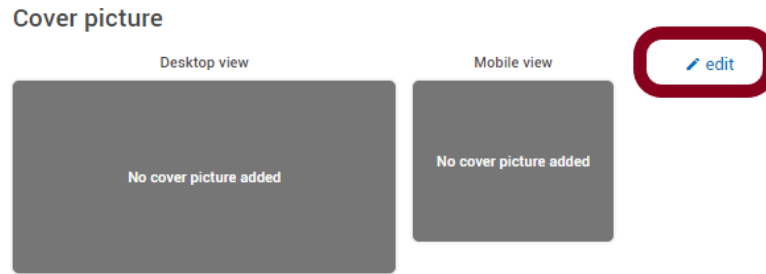 Cover picture
Desktop view
Mobile view
edit
No cover picture added
No cover picture added